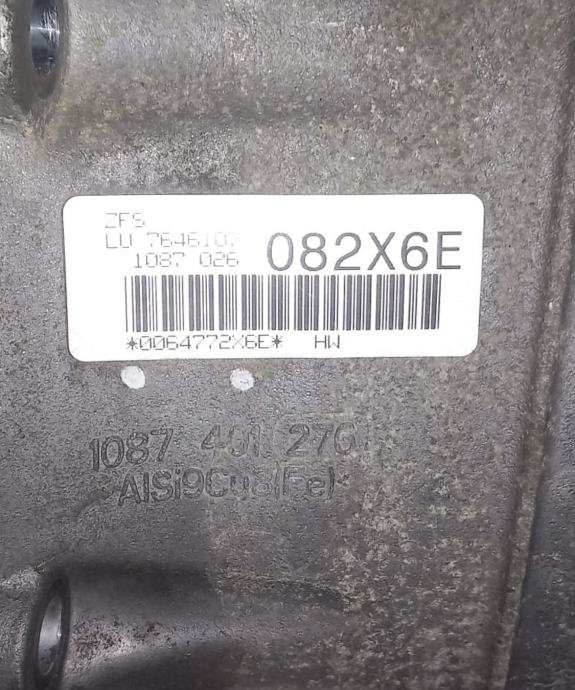 ZFS
LU 7646107
1087 026
082X6E
*0064772X6E* HW
1087 401 276
AlSi9Cu3(Fe)